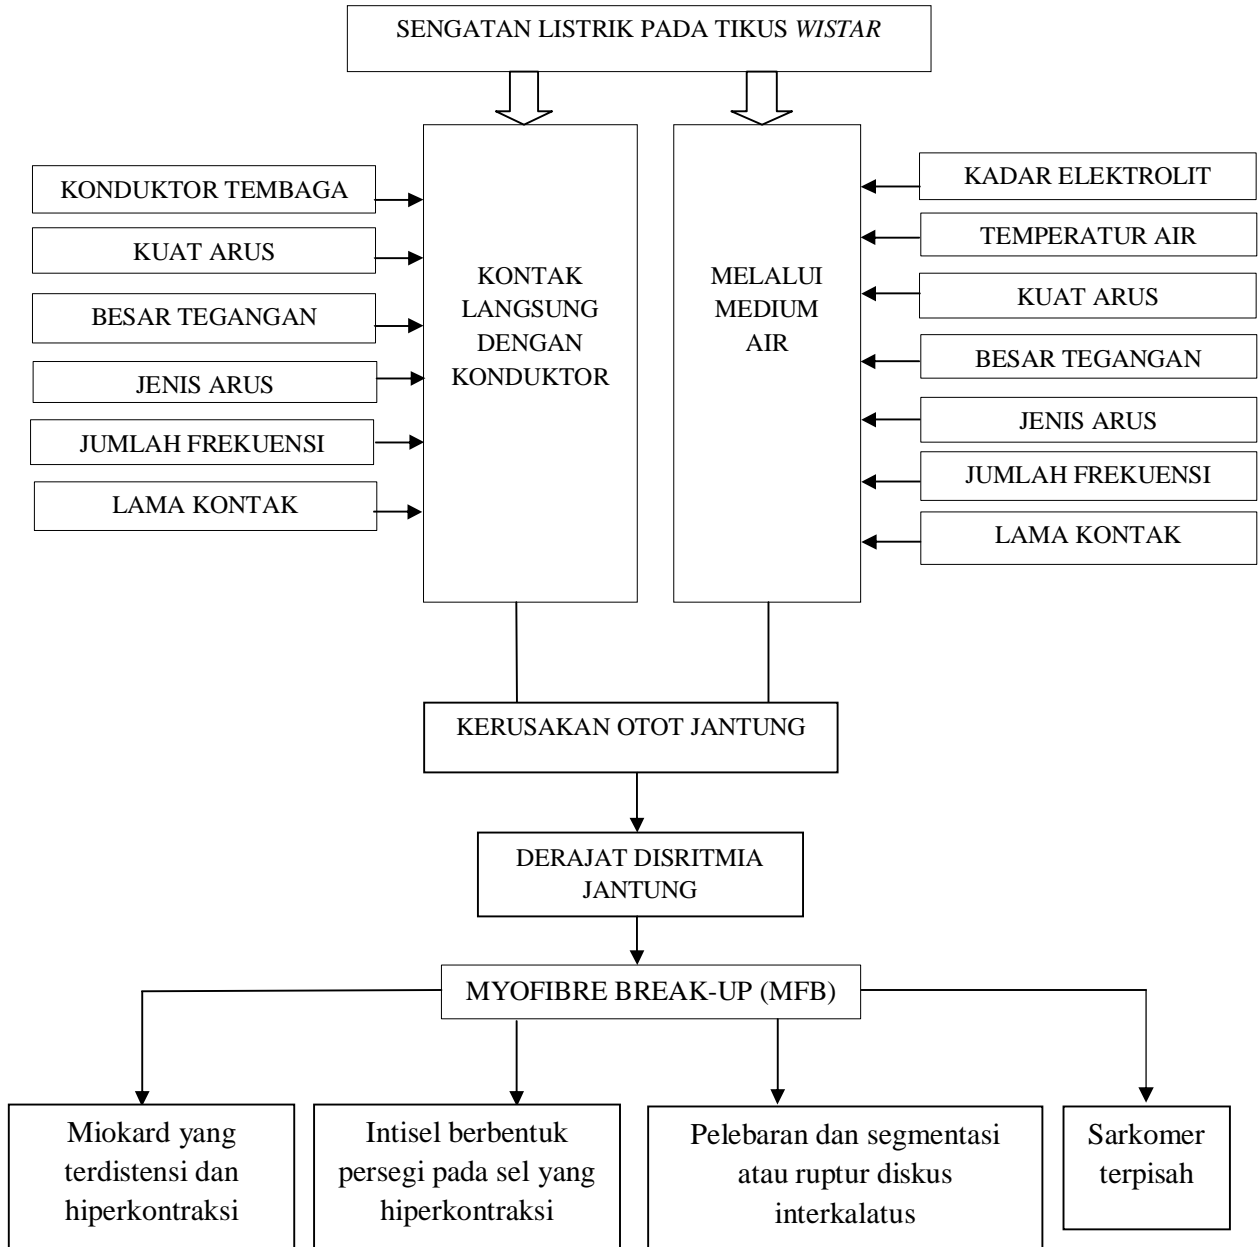 SENGATAN LISTRIK PADA TIKUS WISTAR
KONDUKTOR TEMBAGA
KUAT ARUS
BESAR TEGANGAN
JENIS ARUS
JUMLAH FREKUENSI
LAMA KONTAK
KONTAK
LANGSUNG
DENGAN
KONDUKTOR
MELALUI
MEDIUM
AIR
KADAR ELEKTROLIT
TEMPERATUR AIR
KUAT ARUS
BESAR TEGANGAN
JENIS ARUS
JUMLAH FREKUENSI
LAMA KONTAK
KERUSAKAN OTOT JANTUNG
DERAJAT DISRITMIA
JANTUNG
MYOFIBRE BREAK-UP (MFB)
Miokard yang
terdistensi dan
hiperkontraksi
Intisel berbentuk
persegi pada sel yang
hiperkontraksi
Pelebaran dan segmentasi
atau ruptur diskus
interkalatus
Sarkomer
terpisah